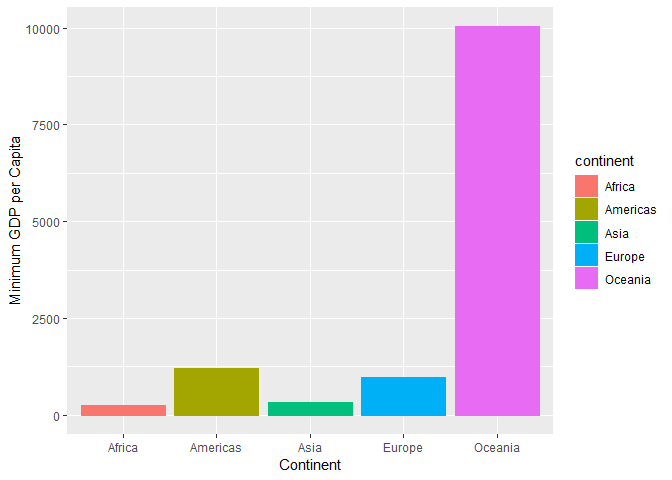 10000
7500
5000
2500
0
Minimum GDP per Capita
Africa
Americas
Asia
Europe
Oceania
Continent
continent
Africa
Americas
Asia
Europe
Oceania